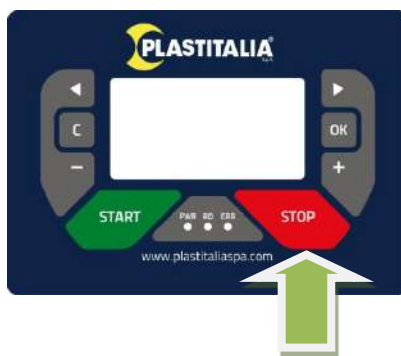 PLASTITALIA
C
OK
−
+
START
PWR RD ERR
STOP
www.plastitaliaspa.com